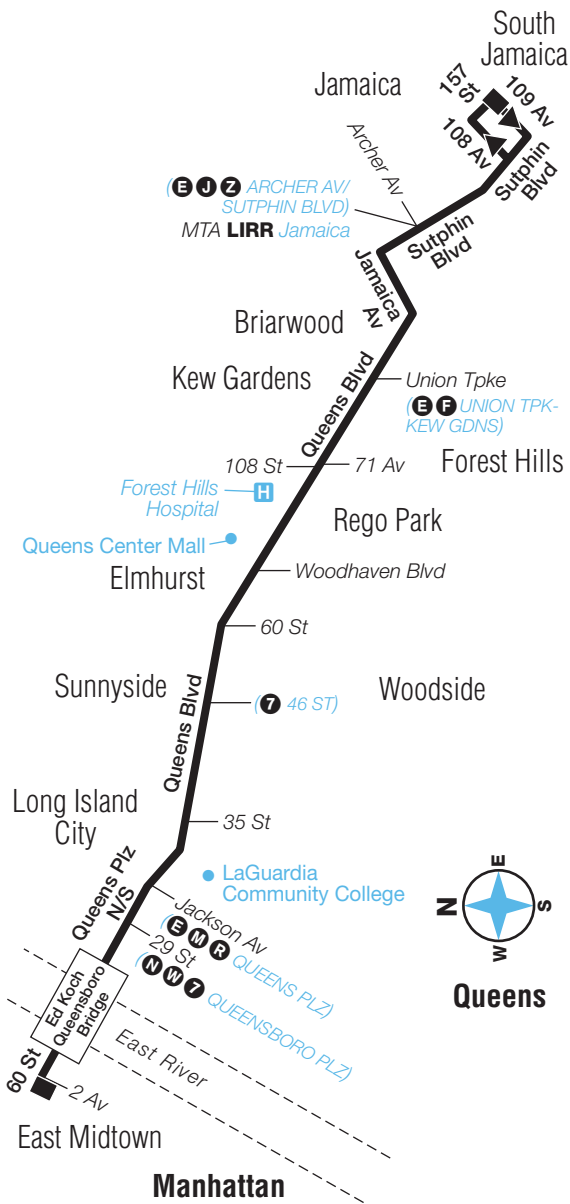 South
Jamaica
Jamaica
157
St
109 Av
108 Av
Archer Av
Sutphin
Blvd
(E J Z ARCHER AV/
SUTPHIN BLVD)
MTA LIRR Jamaica
Sutphin
Blvd
Jamaica
Av
Briarwood
Kew Gardens
Queens Blvd
Union Tpke
(E F UNION TPK-
KEW GDNS)
108 St
71 Av
Forest Hills
Forest Hills
Hospital
H
Rego Park
Queens Center Mall
Elmhurst
Woodhaven Blvd
60 St
Sunnyside
Queens Blvd
(7 46 ST)
Woodside
Long Island
City
35 St
LaGuardia
Community College
Queens Plz
N/S
Jackson Av
(E M R QUEENS PLZ)
29 St
(N W 7 QUEENSBORO PLZ)
N
E
S
W
Queens
Ed Koch
Queensboro
Bridge
East River
60 St
2 Av
East Midtown
Manhattan